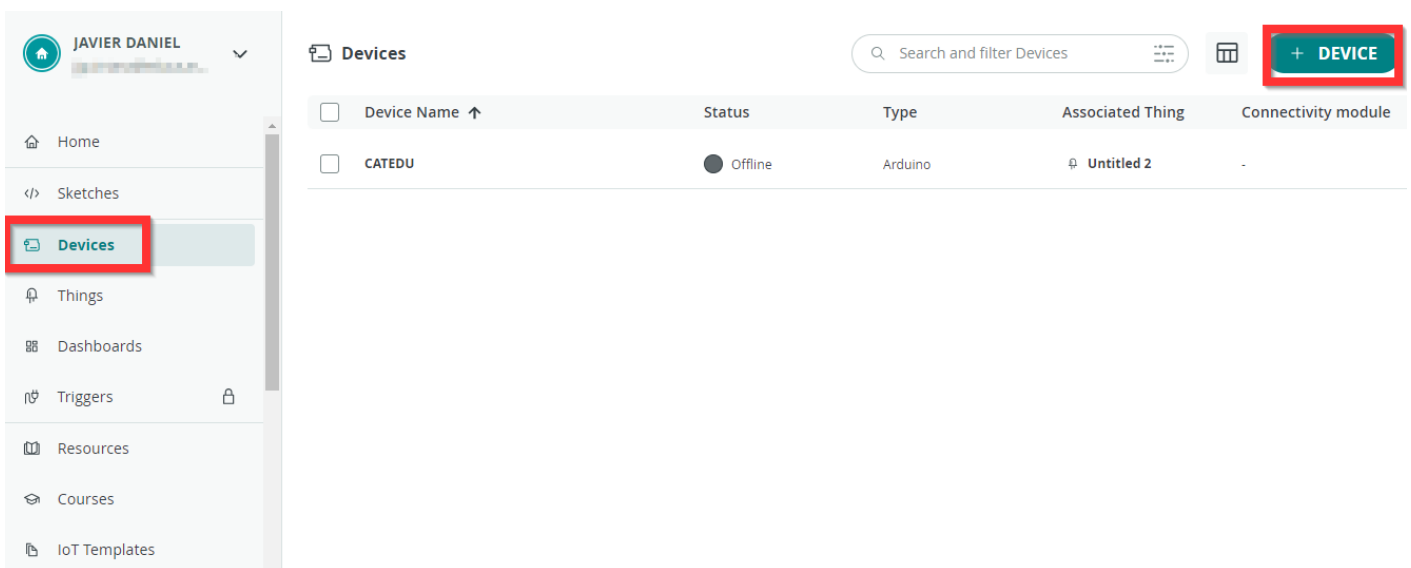 JAVIER DANIEL
Home
Sketches
Devices
Things
Dashboards
Triggers
Resources
Courses
IoT Templates
Devices
Search and filter Devices
+ DEVICE
Device Name Status Type Associated Thing Connectivity module
CATEDU Offline Arduino Untitled 2 -